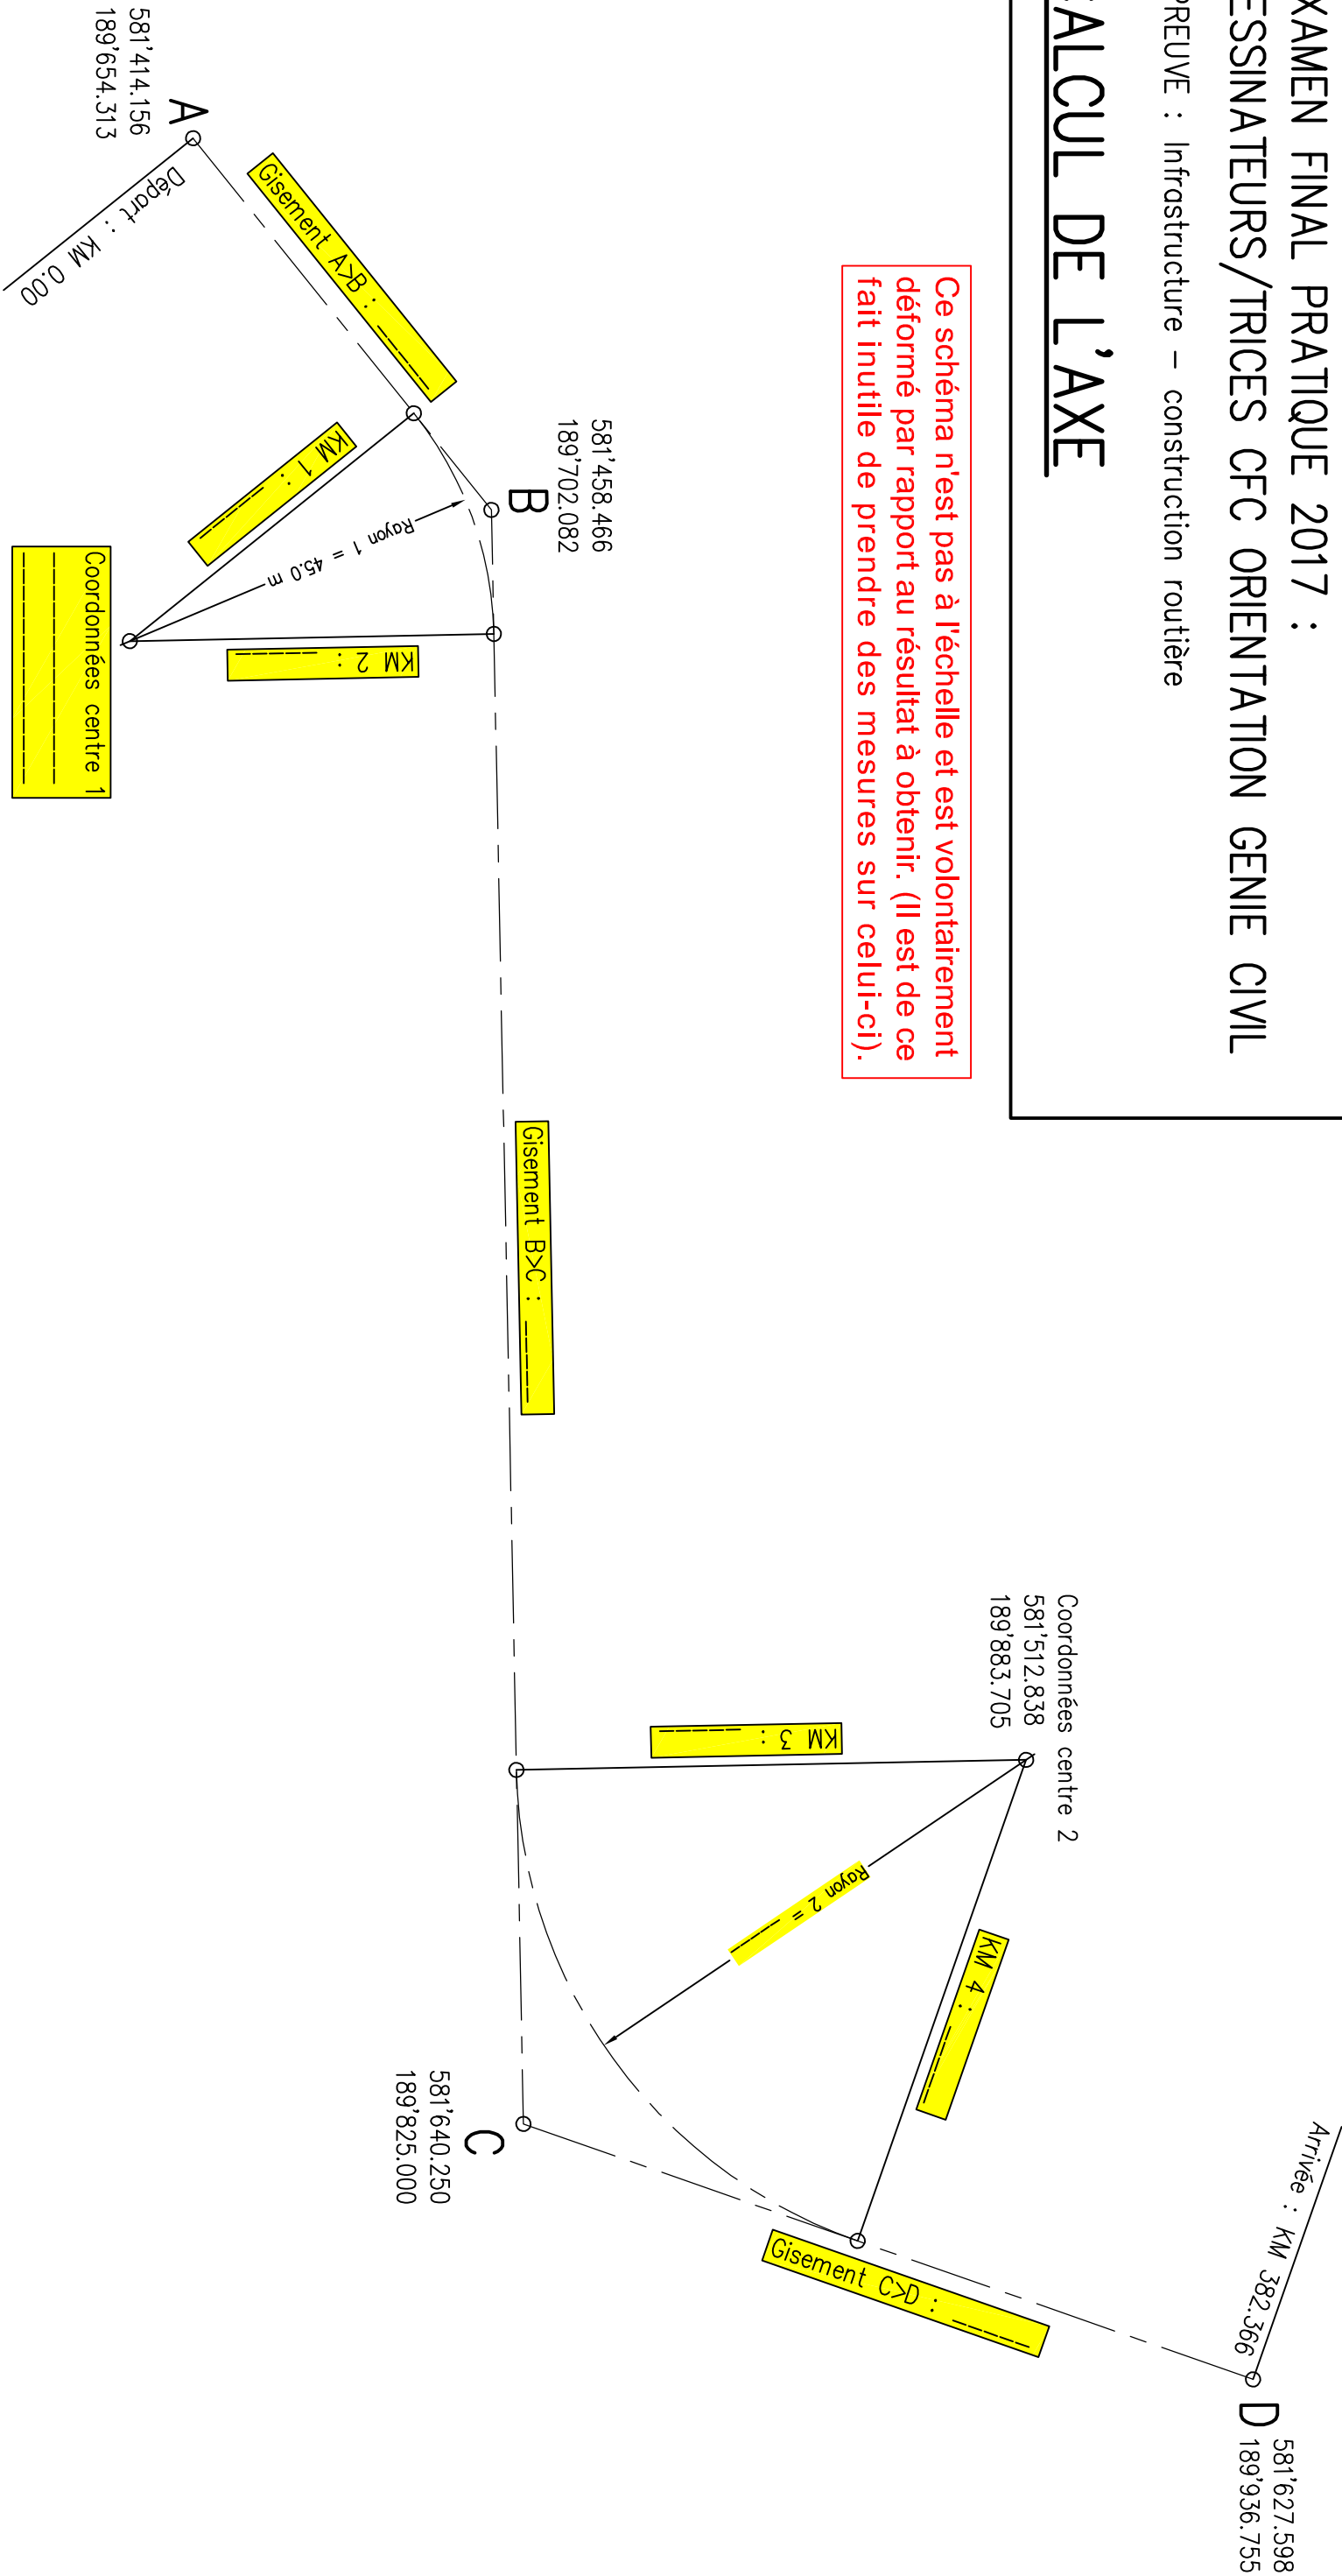 XAMEN FINAL PRATIQUE 2017 :
ESSINATEURS/TRICES CFC ORIENTATION GENIE CIVIL
PREUVE : Infrastructure – construction routière
CALCUL DE L'AXE
Ce schéma n'est pas à l'échelle et est volontairement
déformé par rapport au résultat à obtenir. (Il est de ce
fait inutile de prendre des mesures sur celui-ci).
A
581'414.156
189'654.313
Départ : KM 0.00
Gisement A>B : ______
581'458.466
189'702.082
B
KM 1 : ______
Rayon 1 = 45.0 m
KM 2 : ______
Coordonnées centre 1
Gisement B>C : ______
Coordonnées centre 2
581'512.838
189'883.705
KM 3 : ______
Rayon 2 = ______
KM 4 : ______
C
581'640.250
189'825.000
Gisement C>D : ______
Arrivée : KM 382.366
D
581'627.598
189'936.755